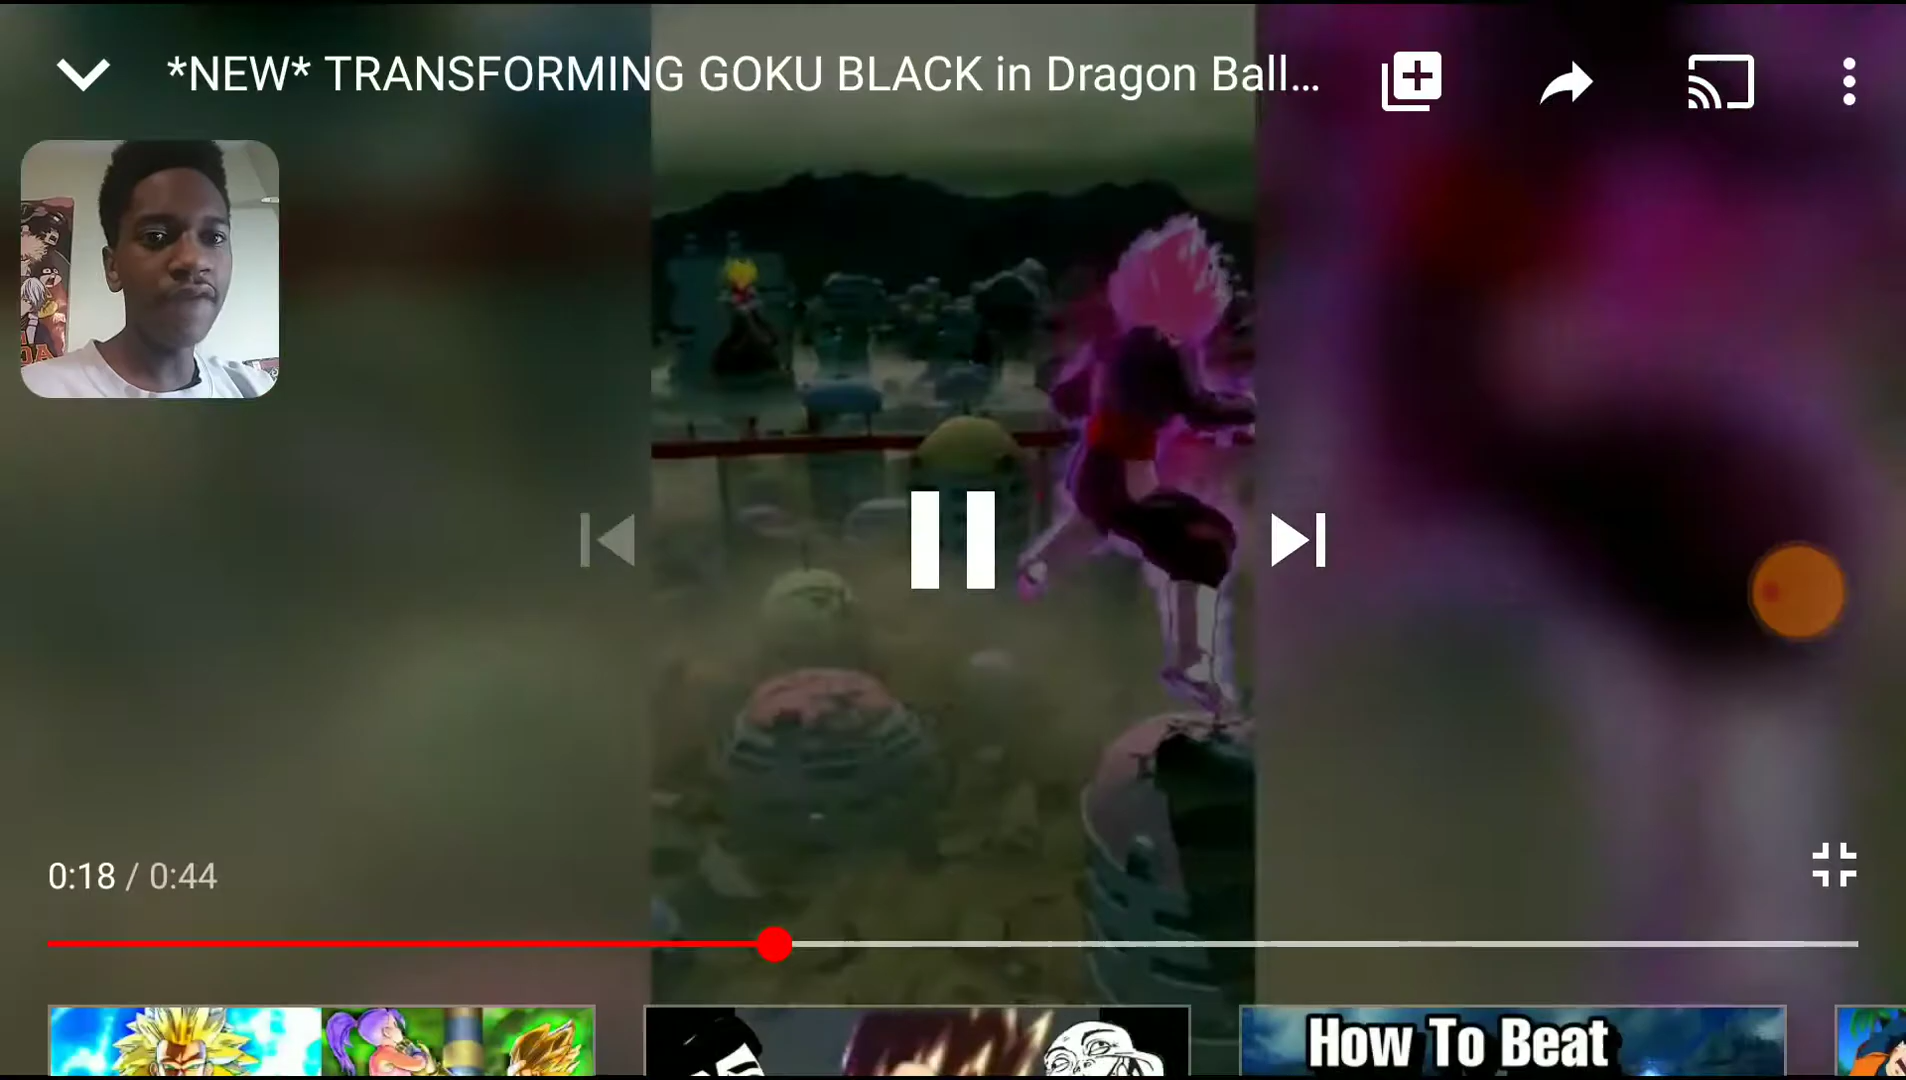 *NEW* TRANSFORMING GOKU BLACK in Dragon Ball...
0:18 / 0:44
How To Beat